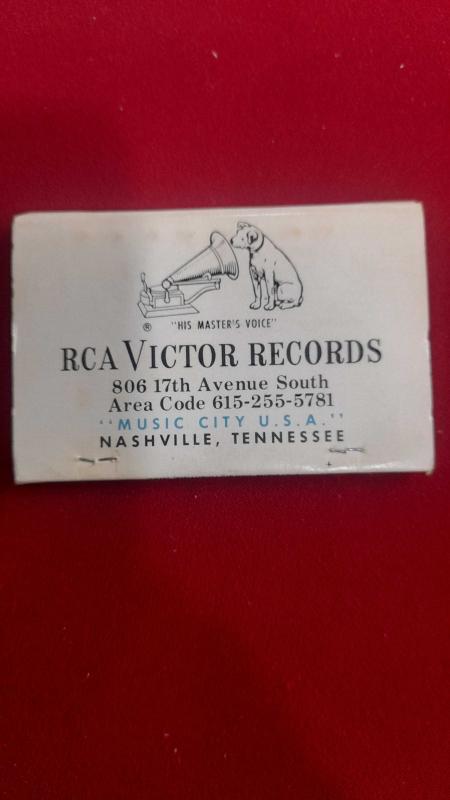 ® "HIS MASTER'S VOICE"
RCA VICTOR RECORDS
806 17th Avenue South
Area Code 615-255-5781
"MUSIC CITY U.S.A."
NASHVILLE, TENNESSEE